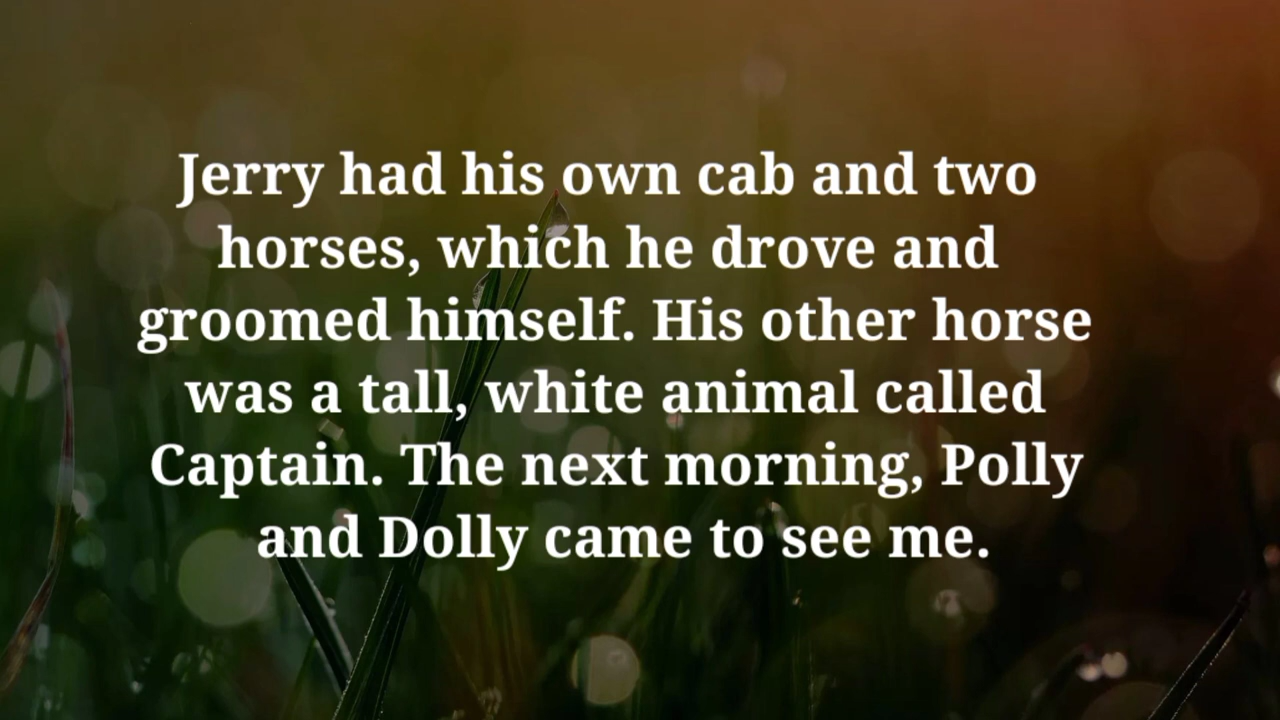 Jerry had his own cab and two
horses, which he drove and
groomed himself. His other horse
was a tall, white animal called
Captain. The next morning, Polly
and Dolly came to see me.